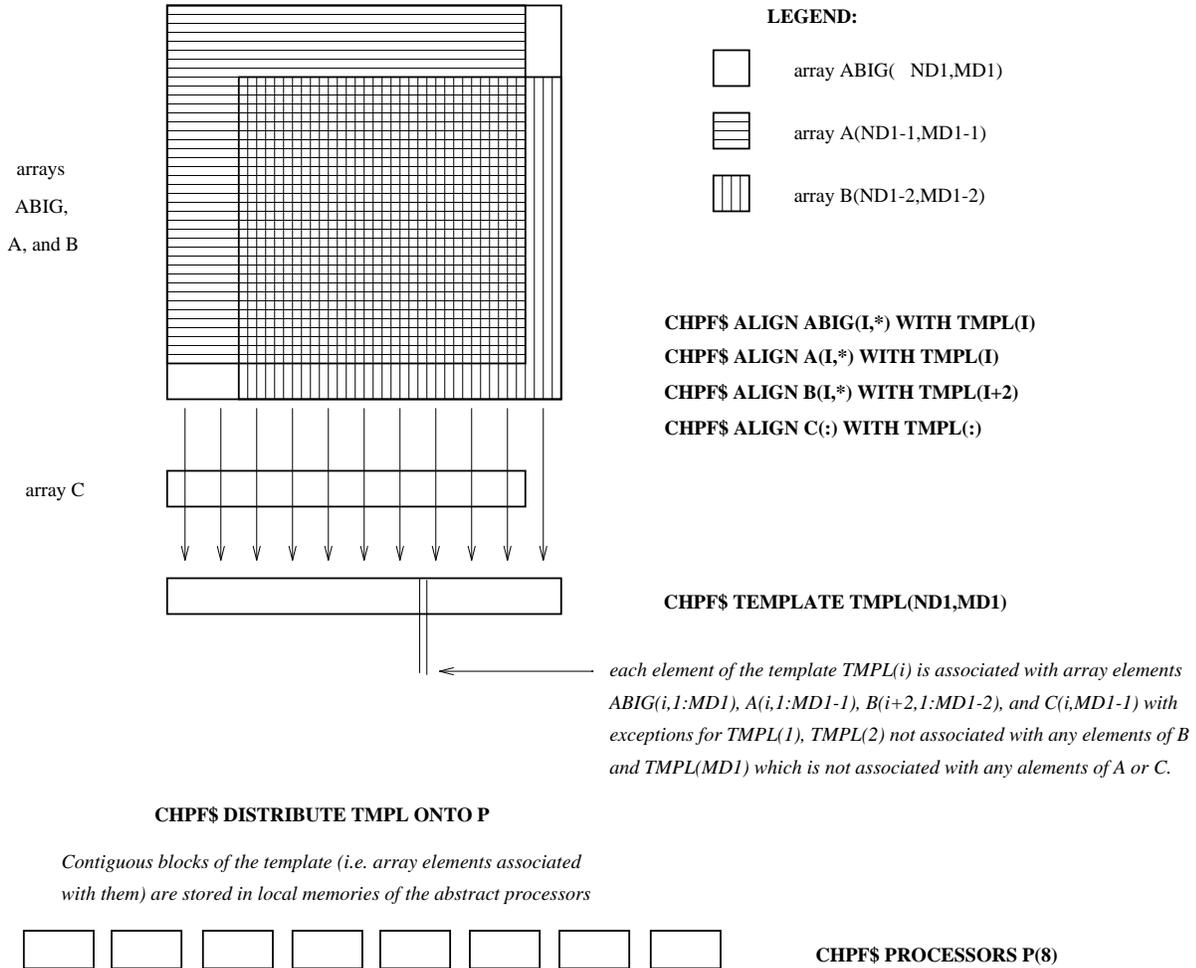 LEGEND:
array ABIG( ND1,MD1)
array A(ND1-1,MD1-1)
array B(ND1-2,MD1-2)
arrays
ABIG,
A, and B
CHPF$ ALIGN ABIG(I,*) WITH TMPL(I)
CHPF$ ALIGN A(I,*) WITH TMPL(I)
CHPF$ ALIGN B(I,*) WITH TMPL(I+2)
CHPF$ ALIGN C(:) WITH TMPL(:)
array C
CHPF$ TEMPLATE TMPL(ND1,MD1)
each element of the template TMPL(i) is associated with array elements
ABIG(i,1:MD1), A(i,1:MD1-1), B(i+2,1:MD1-2), and C(i,MD1-1) with
exceptions for TMPL(1), TMPL(2) not associated with any elements of B
and TMPL(MD1) which is not associated with any alements of A or C.
CHPF$ DISTRIBUTE TMPL ONTO P
Contiguous blocks of the template (i.e. array elements associated
with them) are stored in local memories of the abstract processors
CHPF$ PROCESSORS P(8)